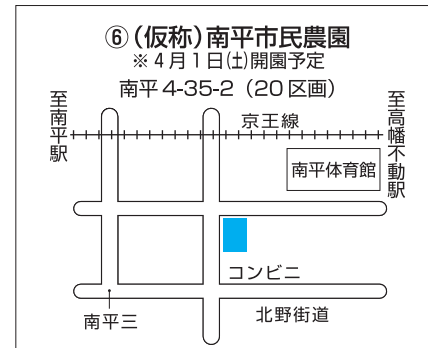 ⑥(仮称)南平市民農園
※4月1日(土)開園予定
南平4-35-2(20区画)
至南平駅
京王線
至高幡不動駅
南平体育館
コンビニ
南平三
北野街道